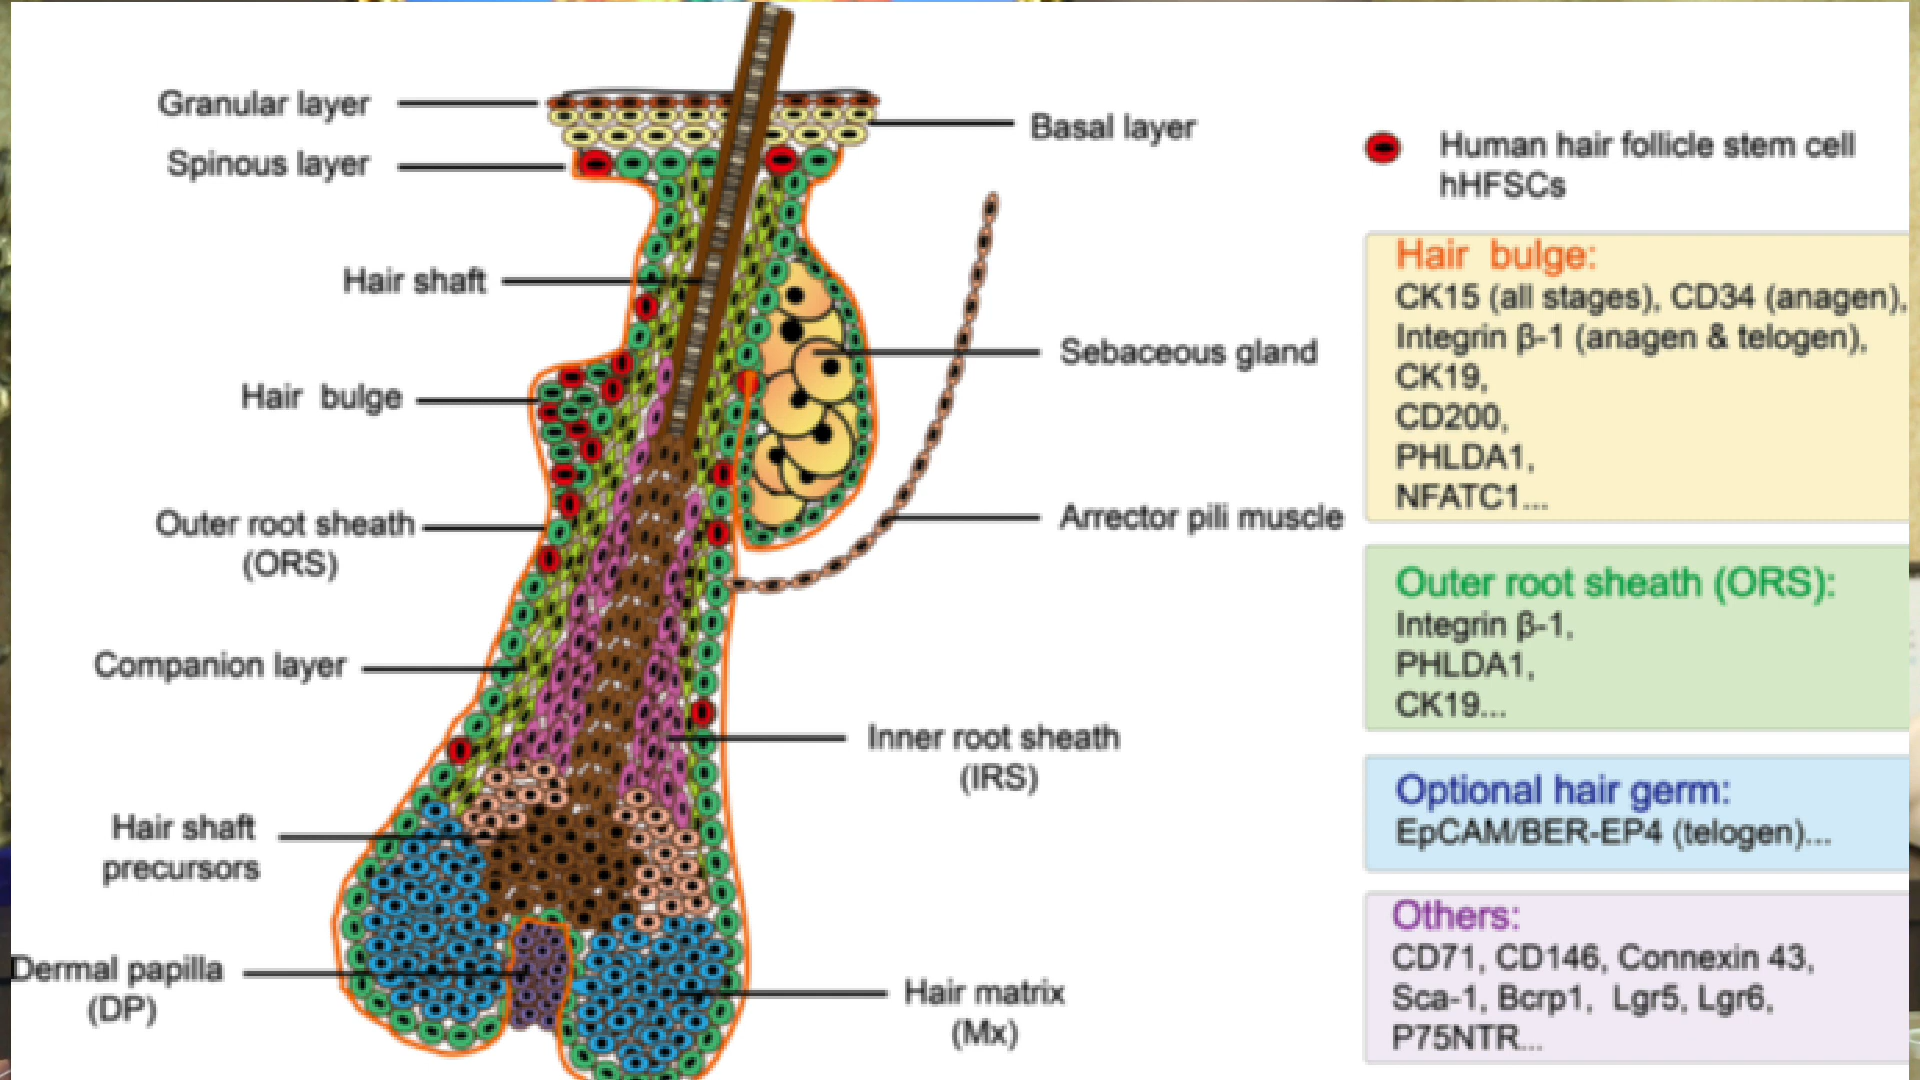 Granular layer
Spinous layer
Basal layer
Hair shaft
Hair bulge
Sebaceous gland
Outer root sheath
(ORS)
Arrector pili muscle
Companion layer
Inner root sheath
(IRS)
Hair shaft
precursors
Dermal papilla
(DP)
Hair matrix
(Mx)
Human hair follicle stem cell
hHFSCs
Hair bulge:
CK15 (all stages), CD34 (anagen),
Integrin β-1 (anagen & telogen),
CK19,
CD200,
PHLDA1,
NFATC1...
Outer root sheath (ORS):
Integrin β-1,
PHLDA1,
CK19...
Optional hair germ:
EpCAM/BER-EP4 (telogen)...
Others:
CD71, CD146, Connexin 43,
Sca-1, Bcrp1, Lgr5, Lgr6,
P75NTR...